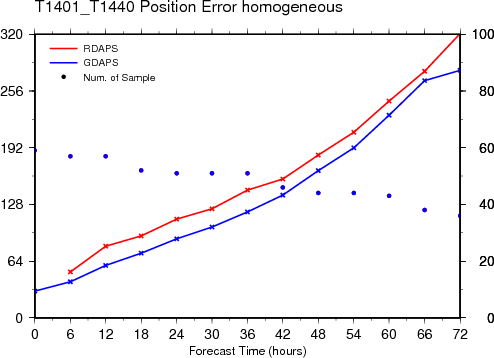 T1401_T1440 Position Error homogeneous
320
256
192
128
64
0
RDAPS
GDAPS
Num. of Sample
100
80
60
40
20
0
0 6 12 18 24 30 36 42 48 54 60 66 72
Forecast Time (hours)